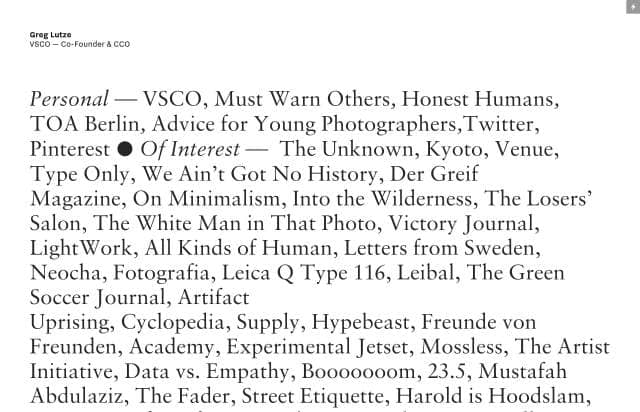 Greg Lutze
VSCO — Co-Founder & CCO
Personal — VSCO, Must Warn Others, Honest Humans,
TOA Berlin, Advice for Young Photographers,Twitter,
Pinterest ● Of Interest — The Unknown, Kyoto, Venue,
Type Only, We Ain’t Got No History, Der Greif
Magazine, On Minimalism, Into the Wilderness, The Losers’
Salon, The White Man in That Photo, Victory Journal,
LightWork, All Kinds of Human, Letters from Sweden,
Neocha, Fotografia, Leica Q Type 116, Leibal, The Green
Soccer Journal, Artifact
Uprising, Cyclopedia, Supply, Hypebeast, Freunde von
Freunden, Academy, Experimental Jetset, Mossless, The Artist
Initiative, Data vs. Empathy, Booooooom, 23.5, Mustafah
Abdulaziz, The Fader, Street Etiquette, Harold is Hoodslam,